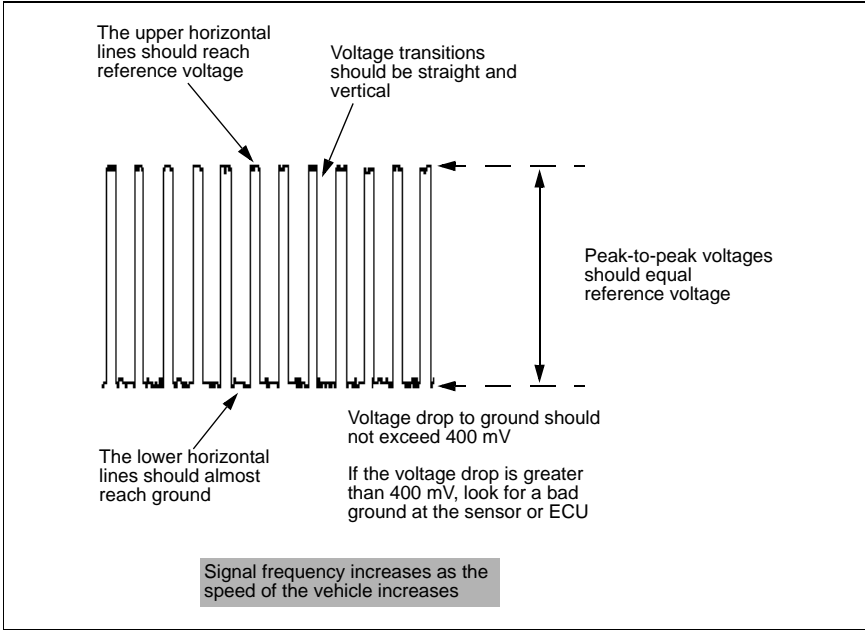 The upper horizontal
lines should reach
reference voltage
Voltage transitions
should be straight and
vertical
Peak-to-peak voltages
should equal
reference voltage
The lower horizontal
lines should almost
reach ground
Voltage drop to ground should
not exceed 400 mV
If the voltage drop is greater
than 400 mV, look for a bad
ground at the sensor or ECU
Signal frequency increases as the
speed of the vehicle increases